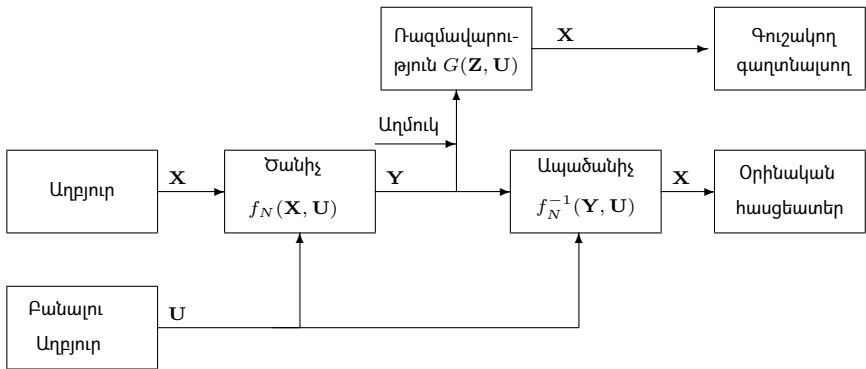 Ռազմավարու-
թյուն G(Z, U)
X
Գուշակող
գաղտնալսող
Աղմուկ
Աղբյուր
X
Ծանիչ
f_N(X, U)
Y
Ապածանիչ
f_N^{-1}(Y, U)
X
Օրինական
հասցեատեր
Բանալու
Աղբյուր
U